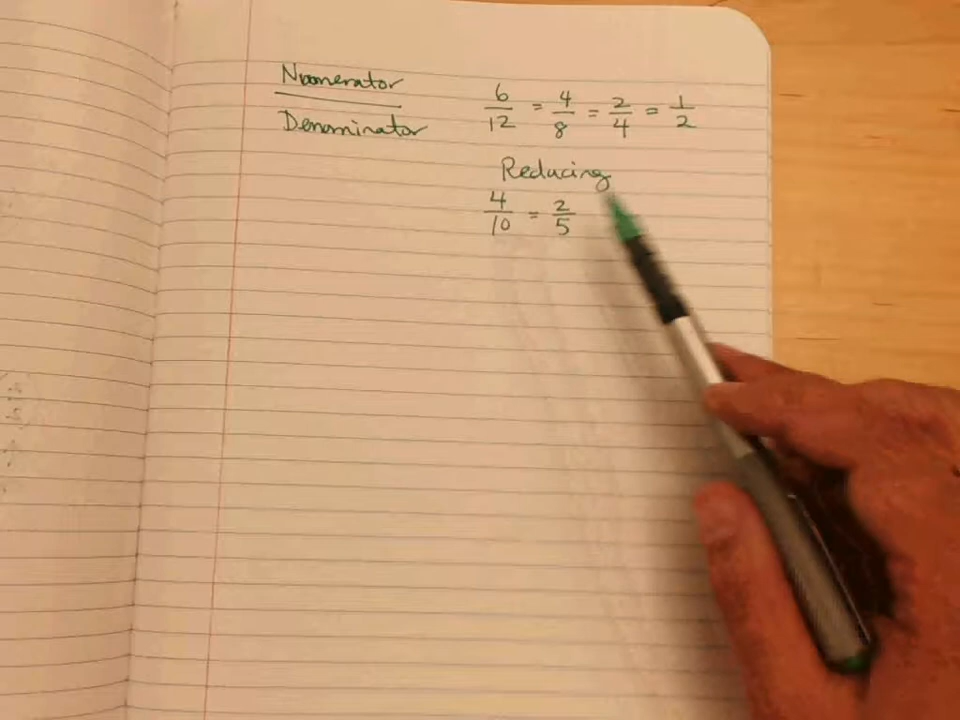 Numerator
Denominator
6/12 = 4/8 = 2/4 = 1/2
Reducing
4/10 = 2/5